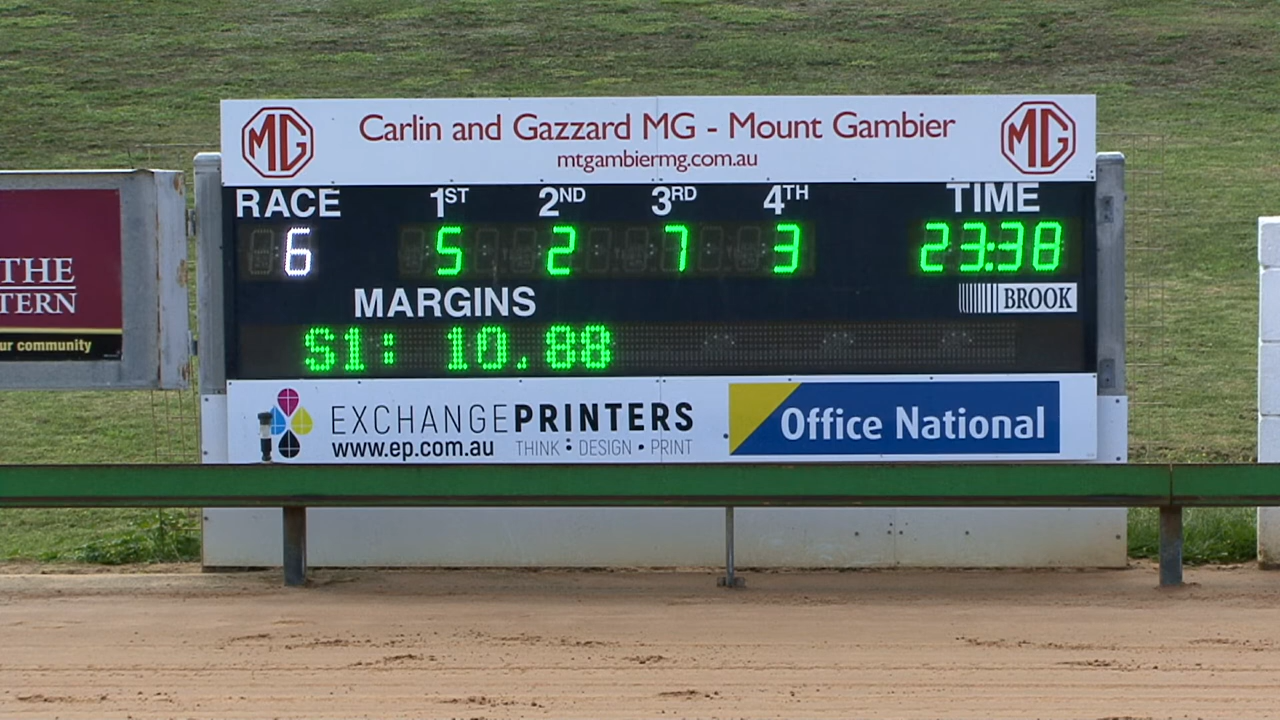 MG Carlin and Gazzard MG - Mount Gambier MG
mtgambiermg.com.au
RACE 1ST 2ND 3RD 4TH TIME
6 5 2 7 3 23:38
BROOK
MARGINS
S1: 10.88
THE
TERN
ur community
EXCHANGEPRINTERS
www.ep.com.au THINK : DESIGN • PRINT
Office National